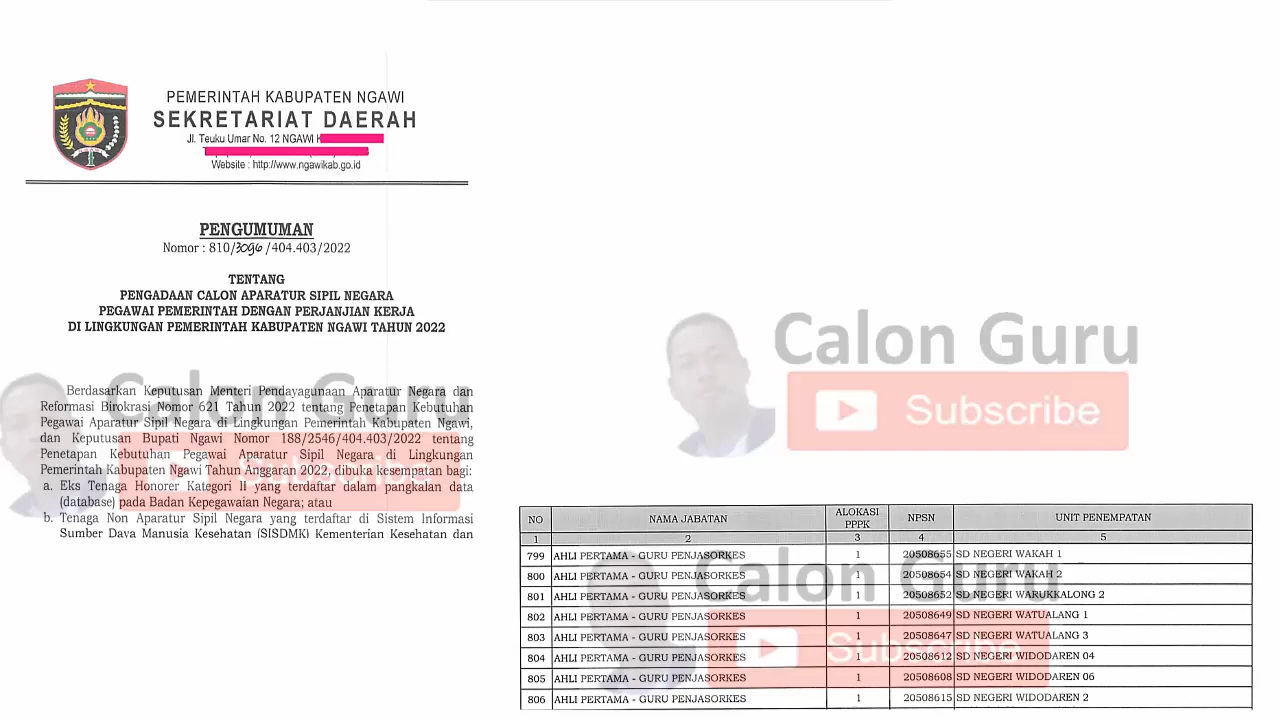 PEMERINTAH KABUPATEN NGAWI
SEKRETARIAT DAERAH
Jl. Teuku Umar No. 12 NGAWI
Website : http://www.ngawikab.go.id
PENGUMUMAN
Nomor : 810/3096/404.403/2022
TENTANG
PENGADAAN CALON APARATUR SIPIL NEGARA
PEGAWAI PEMERINTAH DENGAN PERJANJIAN KERJA
DI LINGKUNGAN PEMERINTAH KABUPATEN NGAWI TAHUN 2022
Berdasarkan Keputusan Menteri Pendayagunaan Aparatur Negara dan
Reformasi Birokrasi Nomor 621 Tahun 2022 tentang Penetapan Kebutuhan
Pegawai Aparatur Sipil Negara di Lingkungan Pemerintah Kabupaten Ngawi,
dan Keputusan Bupati Ngawi Nomor 188/2546/404.403/2022 tentang
Penetapan Kebutuhan Pegawai Aparatur Sipil Negara di Lingkungan
Pemerintah Kabupaten Ngawi Tahun Anggaran 2022, dibuka kesempatan bagi:
a. Eks Tenaga Honorer Kategori II yang terdaftar dalam pangkalan data
(database) pada Badan Kepegawaian Negara; atau
b. Tenaga Non Aparatur Sipil Negara yang terdaftar di Sistem Informasi
Sumber Daya Manusia Kesehatan (SISDMK) Kementerian Kesehatan dan
Calon Guru
Subscribe
Calon Guru
Subscribe
NO NAMA JABATAN ALOKASI PPPK NPSN UNIT PENEMPATAN
1 2 3 4 5
799 AHLI PERTAMA - GURU PENJASORKES 1 20508655 SD NEGERI WAKAH 1
800 AHLI PERTAMA - GURU PENJASORKES 1 20508654 SD NEGERI WAKAH 2
801 AHLI PERTAMA - GURU PENJASORKES 1 20508652 SD NEGERI WARUKKALONG 2
802 AHLI PERTAMA - GURU PENJASORKES 1 20508649 SD NEGERI WATUALANG 1
803 AHLI PERTAMA - GURU PENJASORKES 1 20508647 SD NEGERI WATUALANG 3
804 AHLI PERTAMA - GURU PENJASORKES 1 20508612 SD NEGERI WIDODAREN 04
805 AHLI PERTAMA - GURU PENJASORKES 1 20508608 SD NEGERI WIDODAREN 06
806 AHLI PERTAMA - GURU PENJASORKES 1 20508615 SD NEGERI WIDODAREN 2
Calon Guru
Subscribe